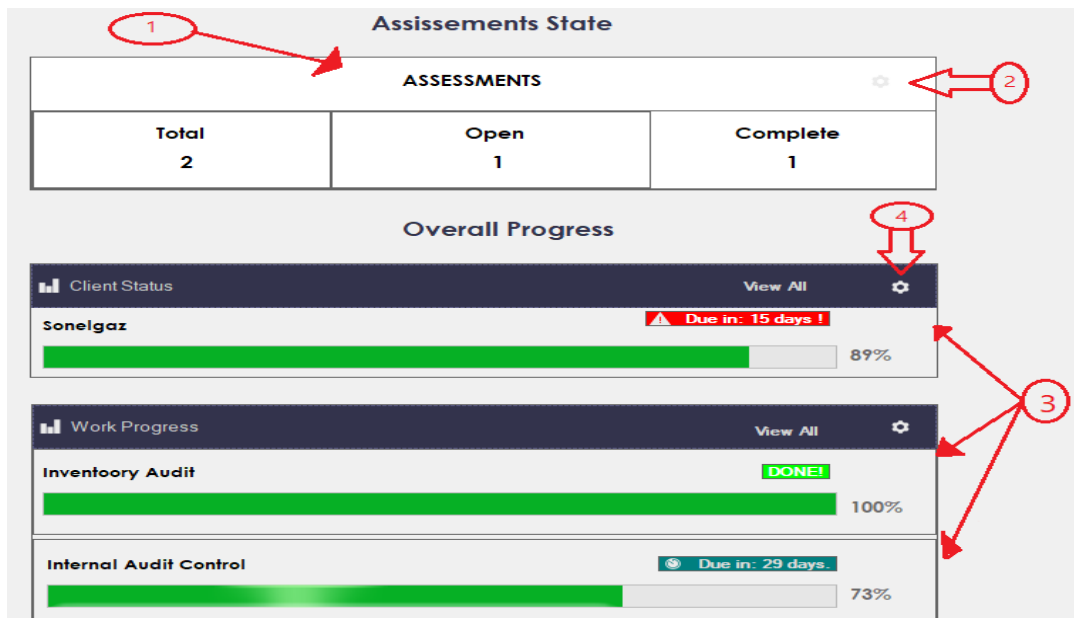 1 Assissements State
ASSESSMENTS 2
Total Open Complete
2 1 1
4
Overall Progress
Client Status View All
Sonelgaz Due in: 15 days !
89%
3
Work Progress View All
Inventoory Audit DONE!
100%
Internal Audit Control Due in: 29 days.
73%